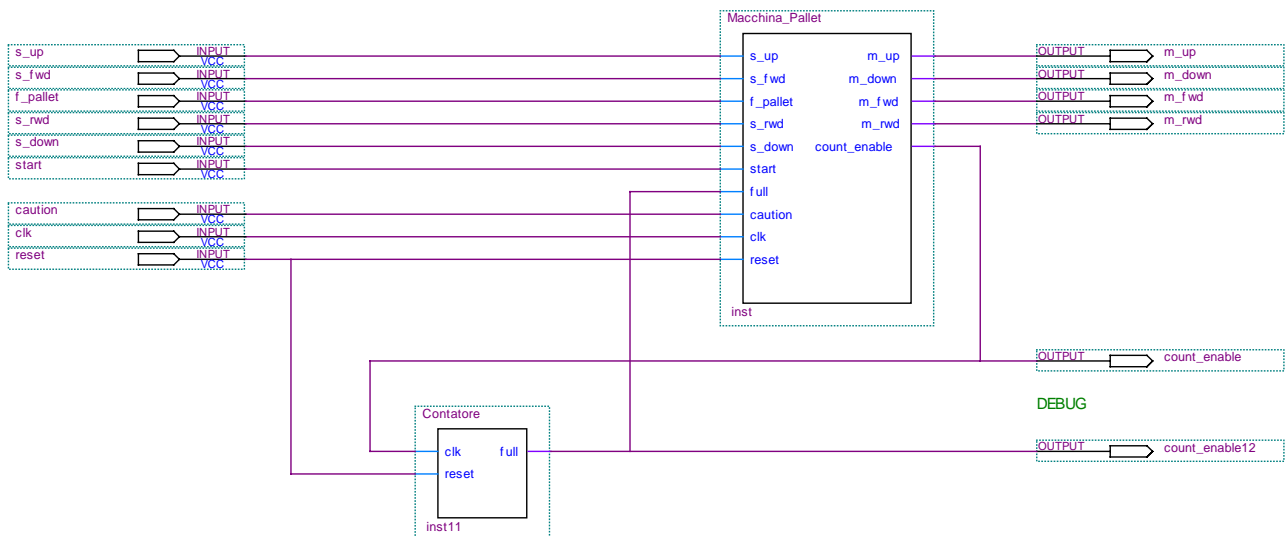 Macchina_Pallet
s_up INPUT VCC s_up m_up OUTPUT m_up
s_fwd INPUT VCC s_fwd m_down OUTPUT m_down
f_pallet INPUT VCC f_pallet m_fwd OUTPUT m_fwd
s_rwd INPUT VCC s_rwd m_rwd OUTPUT m_rwd
s_down INPUT VCC s_down count_enable
start INPUT VCC start
full
caution INPUT VCC caution
clk INPUT VCC clk
reset INPUT VCC reset
inst
OUTPUT count_enable
DEBUG
Contatore
clk full OUTPUT count_enable12
reset
inst11